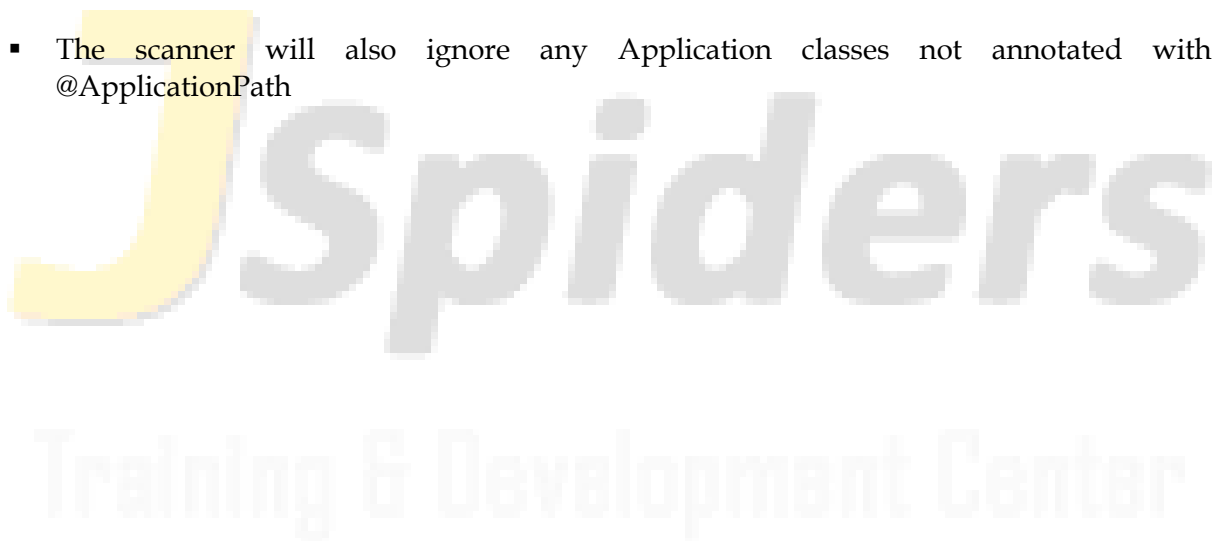 ▪ The scanner will also ignore any Application classes not annotated with
@ApplicationPath
JSpiders
Training & Development Center